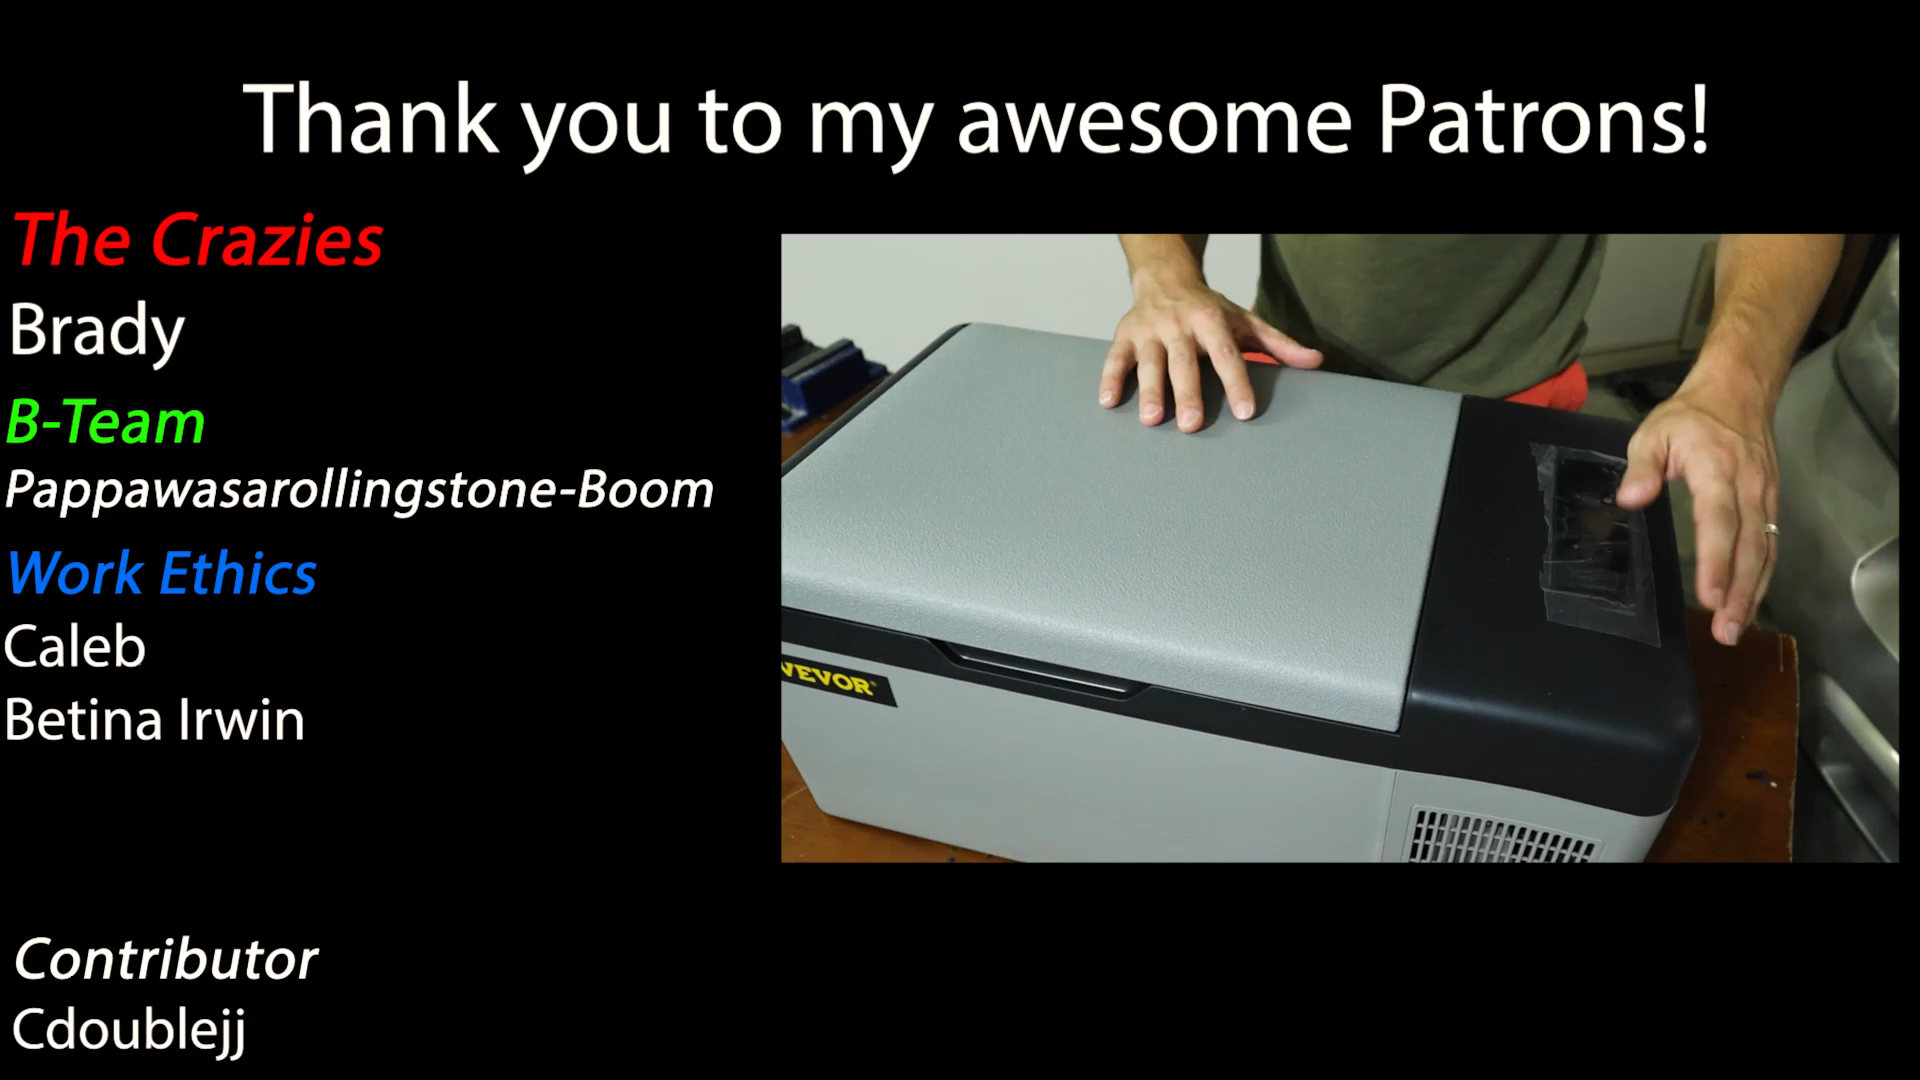 Thank you to my awesome Patrons!
The Crazies
Brady
B-Team
Pappawasarollingstone-Boom
Work Ethics
Caleb
Betina Irwin
VEVOR®
Contributor
Cdoublejj